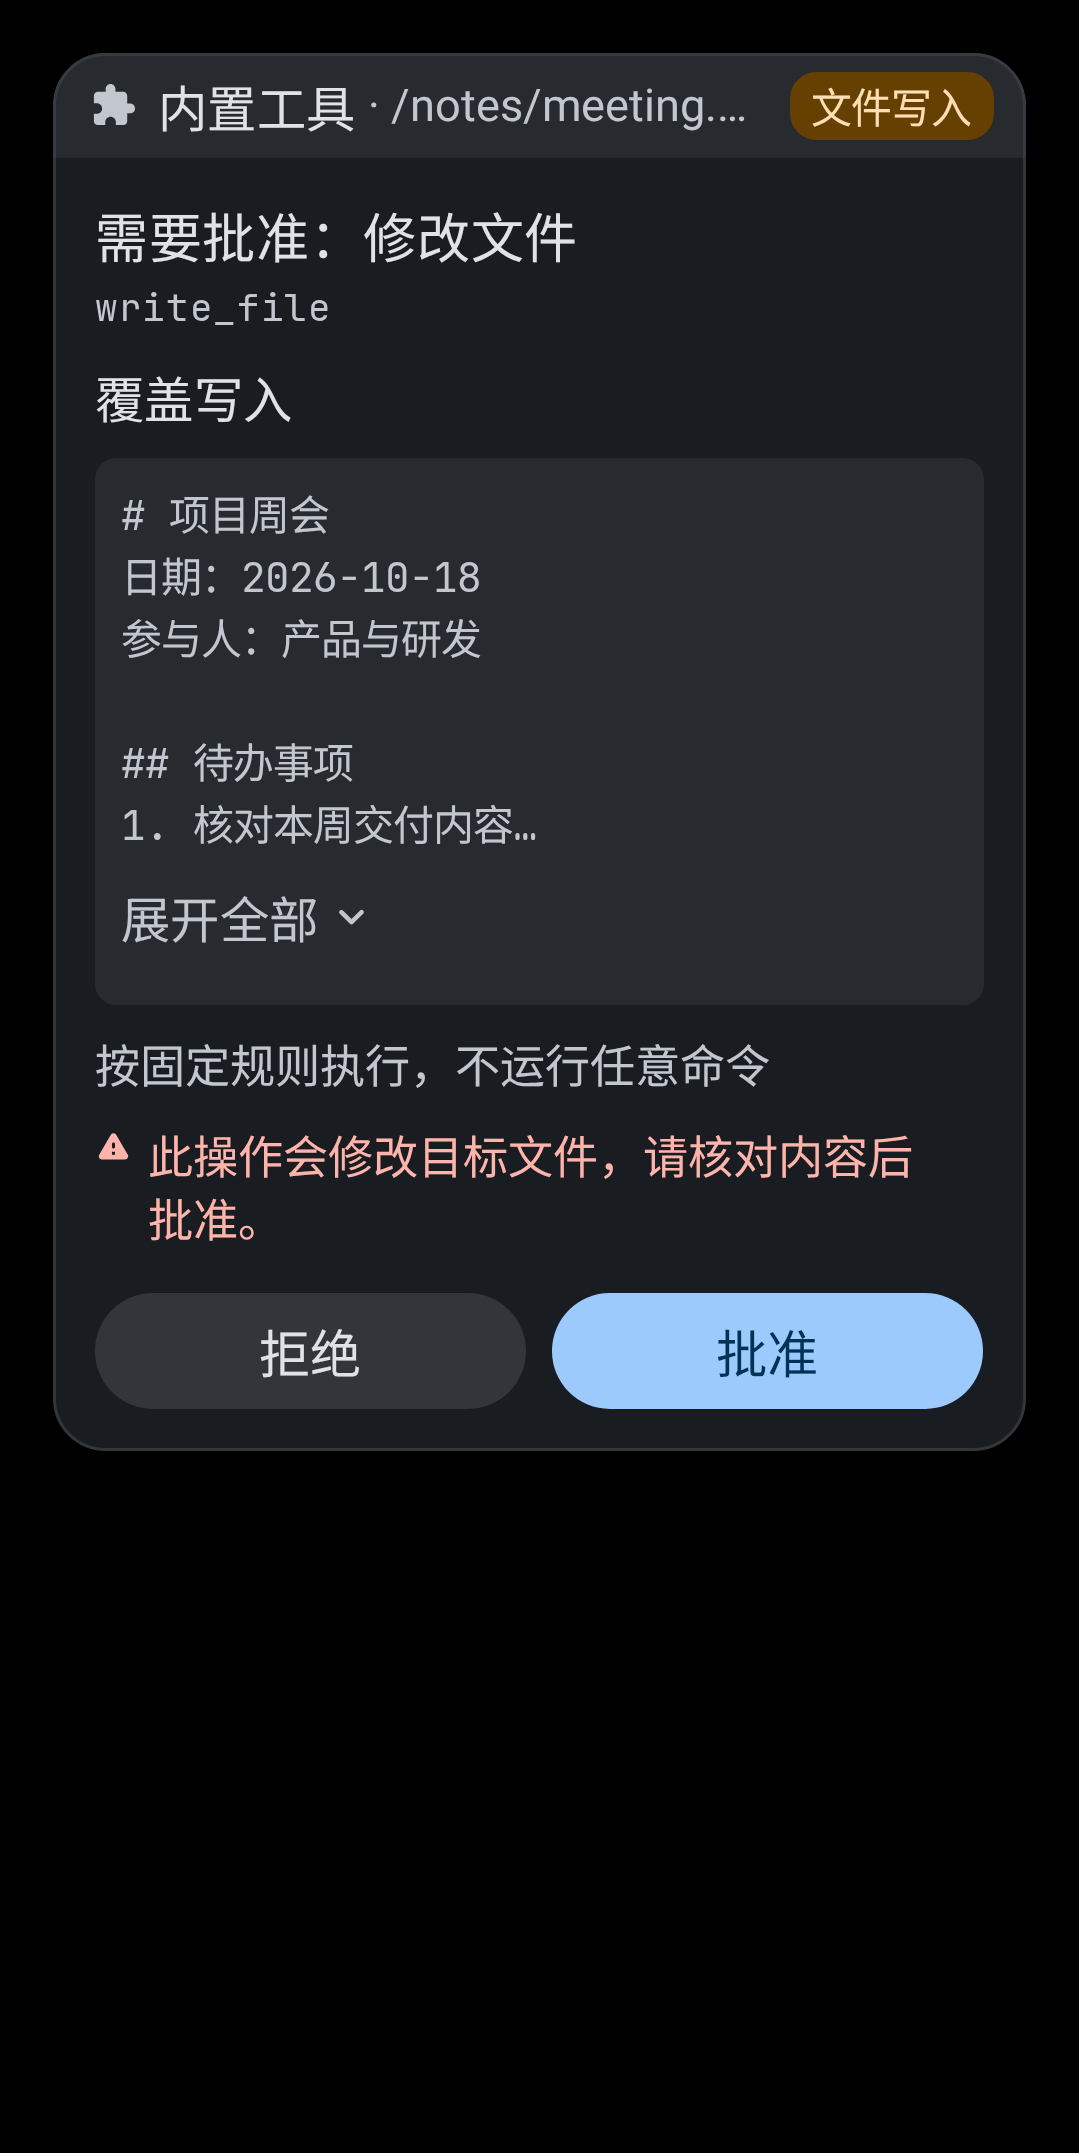 内置工具 · /notes/meeting.… 文件写入
需要批准：修改文件
write_file
覆盖写入
# 项目周会
日期：2026-10-18
参与人：产品与研发
## 待办事项
1. 核对本周交付内容…
展开全部
按固定规则执行，不运行任意命令
此操作会修改目标文件，请核对内容后
批准。
拒绝 批准